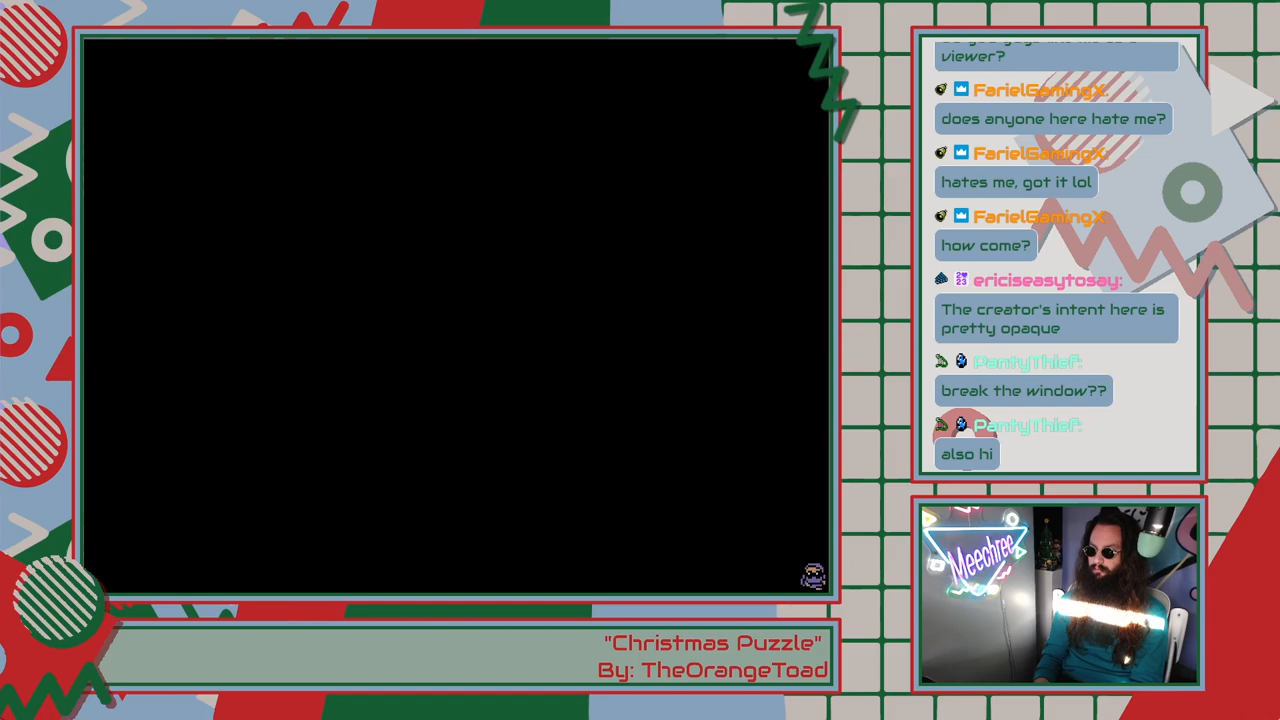 viewer?
FarielGamingX:
does anyone here hate me?
FarielGamingX:
hates me, got it lol
FarielGamingX:
how come?
ericiseasytosay:
The creator's intent here is
pretty opaque
PantyThief:
break the window??
PantyThief:
also hi
Meechrec
"Christmas Puzzle"
By: TheOrangeToad